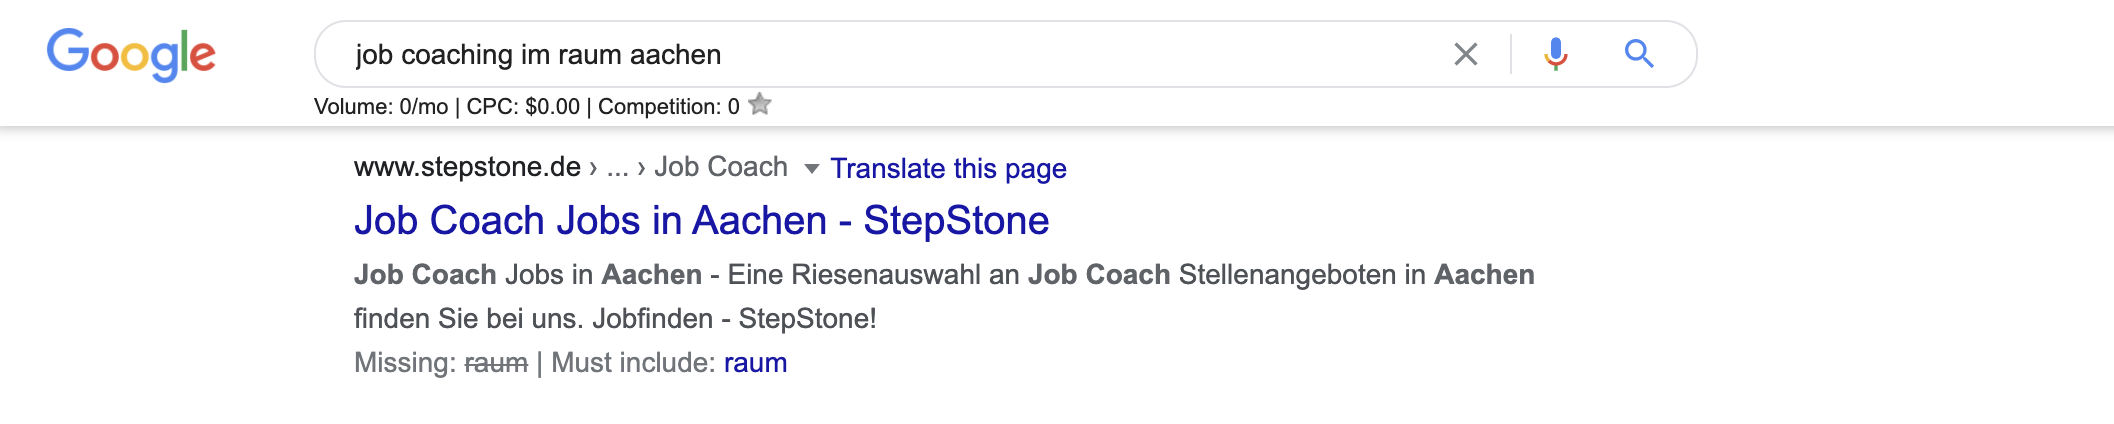 Google
job coaching im raum aachen
Volume: 0/mo | CPC: $0.00 | Competition: 0
www.stepstone.de › ... › Job Coach Translate this page
Job Coach Jobs in Aachen - StepStone
Job Coach Jobs in Aachen - Eine Riesenauswahl an Job Coach Stellenangeboten in Aachen
finden Sie bei uns. Jobfinden - StepStone!
Missing: raum | Must include: raum